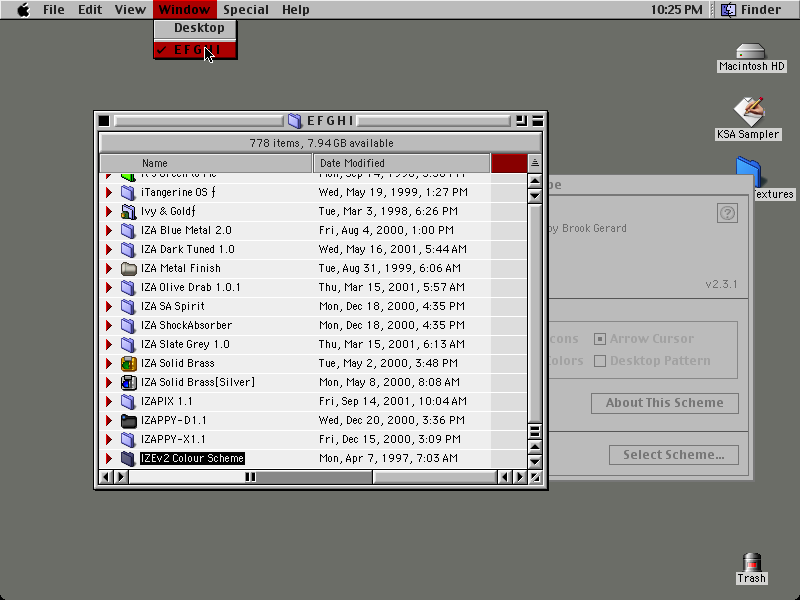 File Edit View Window Special Help 10:25 PM Finder
Desktop
✓ E F G H I
Macintosh HD
KSA Sampler
extures
E F G H I
778 items, 7.94 GB available
Name Date Modified
iTangerine OS ƒ Wed, May 19, 1999, 1:27 PM
Ivy & Goldƒ Tue, Mar 3, 1998, 6:26 PM
IZA Blue Metal 2.0 Fri, Aug 4, 2000, 1:00 PM
IZA Dark Tuned 1.0 Wed, May 16, 2001, 5:44 AM
IZA Metal Finish Tue, Aug 31, 1999, 6:06 AM
IZA Olive Drab 1.0.1 Thu, Mar 15, 2001, 5:57 AM
IZA SA Spirit Mon, Dec 18, 2000, 4:35 PM
IZA ShockAbsorber Mon, Dec 18, 2000, 4:35 PM
IZA Slate Grey 1.0 Thu, Mar 15, 2001, 6:13 AM
IZA Solid Brass Tue, May 2, 2000, 3:48 PM
IZA Solid Brass[Silver] Mon, May 8, 2000, 8:08 AM
IZAPIX 1.1 Fri, Sep 14, 2001, 10:04 AM
IZAPPY-D1.1 Wed, Dec 20, 2000, 3:36 PM
IZAPPY-X1.1 Fri, Dec 15, 2000, 3:09 PM
IZEv2 Colour Scheme Mon, Apr 7, 1997, 7:03 AM
pe
by Brook Gerard
v2.3.1
cons Arrow Cursor
olors Desktop Pattern
About This Scheme
Select Scheme...
Trash